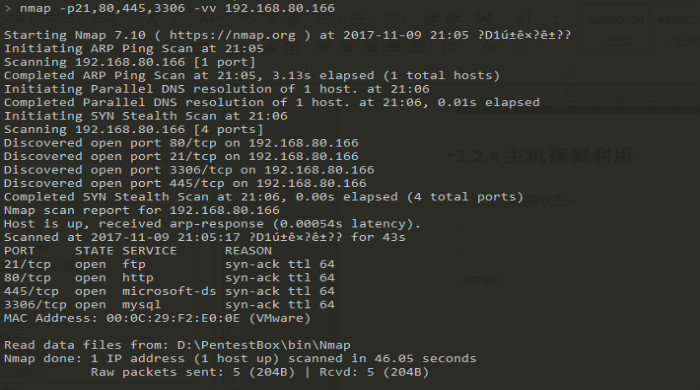 > nmap -p21,80,445,3306 -vv 192.168.80.166
Starting Nmap 7.10 ( https://nmap.org ) at 2017-11-09 21:05 ?D1ú±ê×?ê±??
Initiating ARP Ping Scan at 21:05
Scanning 192.168.80.166 [1 port]
Completed ARP Ping Scan at 21:05, 3.13s elapsed (1 total hosts)
Initiating Parallel DNS resolution of 1 host. at 21:06
Completed Parallel DNS resolution of 1 host. at 21:06, 0.01s elapsed
Initiating SYN Stealth Scan at 21:06
Scanning 192.168.80.166 [4 ports]
Discovered open port 80/tcp on 192.168.80.166
Discovered open port 21/tcp on 192.168.80.166
Discovered open port 3306/tcp on 192.168.80.166
Discovered open port 445/tcp on 192.168.80.166
Completed SYN Stealth Scan at 21:06, 0.00s elapsed (4 total ports)
Nmap scan report for 192.168.80.166
Host is up, received arp-response (0.00054s latency).
Scanned at 2017-11-09 21:05:17 ?D1ú±ê×?ê±?? for 43s
PORT STATE SERVICE REASON
21/tcp open ftp syn-ack ttl 64
80/tcp open http syn-ack ttl 64
445/tcp open microsoft-ds syn-ack ttl 64
3306/tcp open mysql syn-ack ttl 64
MAC Address: 00:0C:29:F2:E0:0E (VMware)
Read data files from: D:\PentestBox\bin\Nmap
Nmap done: 1 IP address (1 host up) scanned in 46.05 seconds
Raw packets sent: 5 (204B) | Rcvd: 5 (204B)
1.2.4 主机探测利用